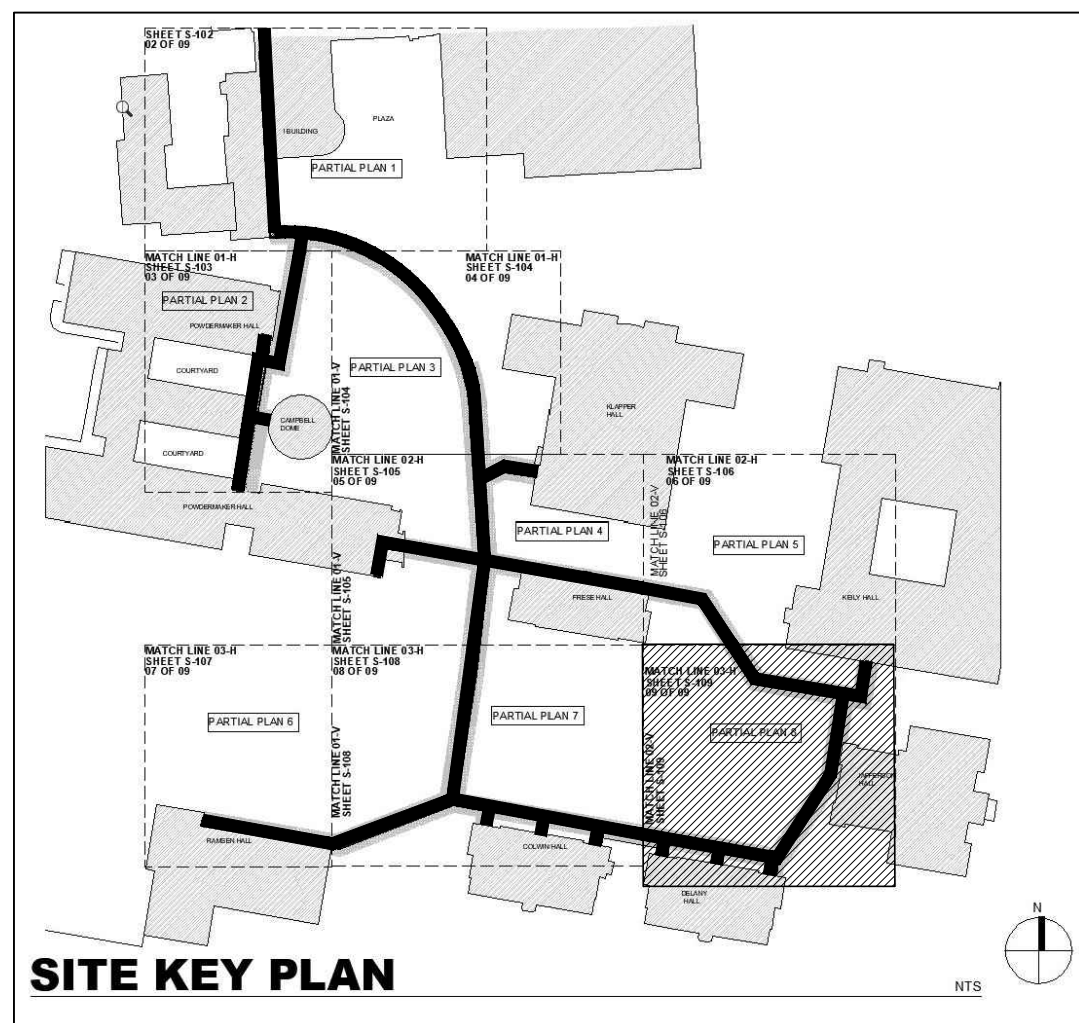 SHEET S-102
02 OF 09
I BUILDING
PLAZA
PARTIAL PLAN 1
MATCH LINE 01-H
SHEET S-103
03 OF 09
MATCH LINE 01-H
SHEET S-104
04 OF 09
PARTIAL PLAN 2
POWDERMAKER HALL
COURTYARD
PARTIAL PLAN 3
MATCH LINE 01-V
SHEET S-104
KLAPPER
HALL
CAMPBELL
DOME
COURTYARD
MATCH LINE 02-H
SHEET S-105
05 OF 09
MATCH LINE 02-H
SHEET S-106
06 OF 09
POWDERMAKER HALL
PARTIAL PLAN 4
MATCH LINE 02-V
SHEET S-106
PARTIAL PLAN 5
MATCH LINE 01-V
SHEET S-105
FRESE HALL
KEILY HALL
MATCH LINE 03-H
SHEET S-107
07 OF 09
MATCH LINE 03-H
SHEET S-108
08 OF 09
MATCH LINE 03-H
SHEET S-109
09 OF 09
PARTIAL PLAN 6
PARTIAL PLAN 7
PARTIAL PLAN 8
MATCH LINE 01-V
SHEET S-108
MATCH LINE 02-V
SHEET S-109
JAFFERSON
HALL
RAMSEN HALL
COLWIN HALL
DELANY
HALL
N
SITE KEY PLAN
NTS